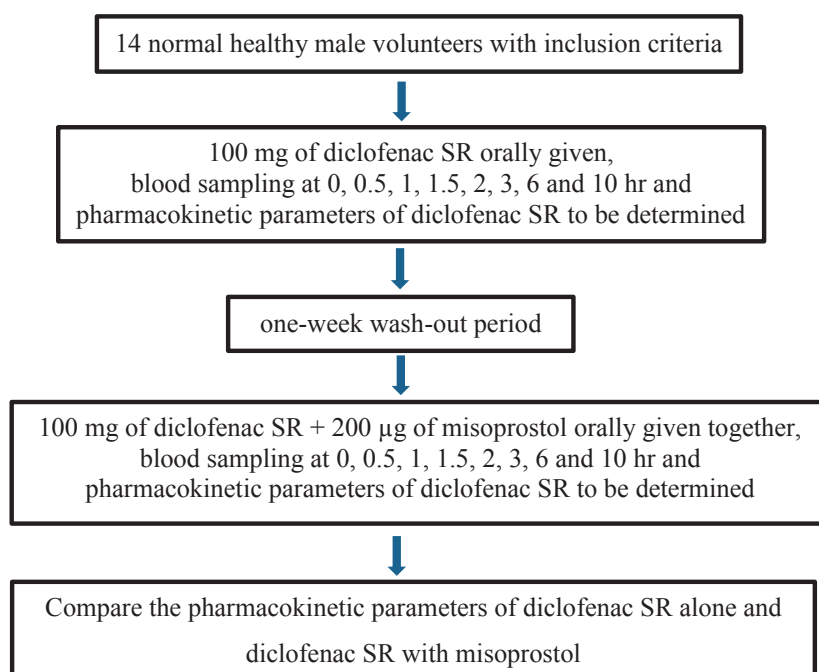 14 normal healthy male volunteers with inclusion criteria
100 mg of diclofenac SR orally given,
blood sampling at 0, 0.5, 1, 1.5, 2, 3, 6 and 10 hr and
pharmacokinetic parameters of diclofenac SR to be determined
one-week wash-out period
100 mg of diclofenac SR + 200 µg of misoprostol orally given together,
blood sampling at 0, 0.5, 1, 1.5, 2, 3, 6 and 10 hr and
pharmacokinetic parameters of diclofenac SR to be determined
Compare the pharmacokinetic parameters of diclofenac SR alone and
diclofenac SR with misoprostol